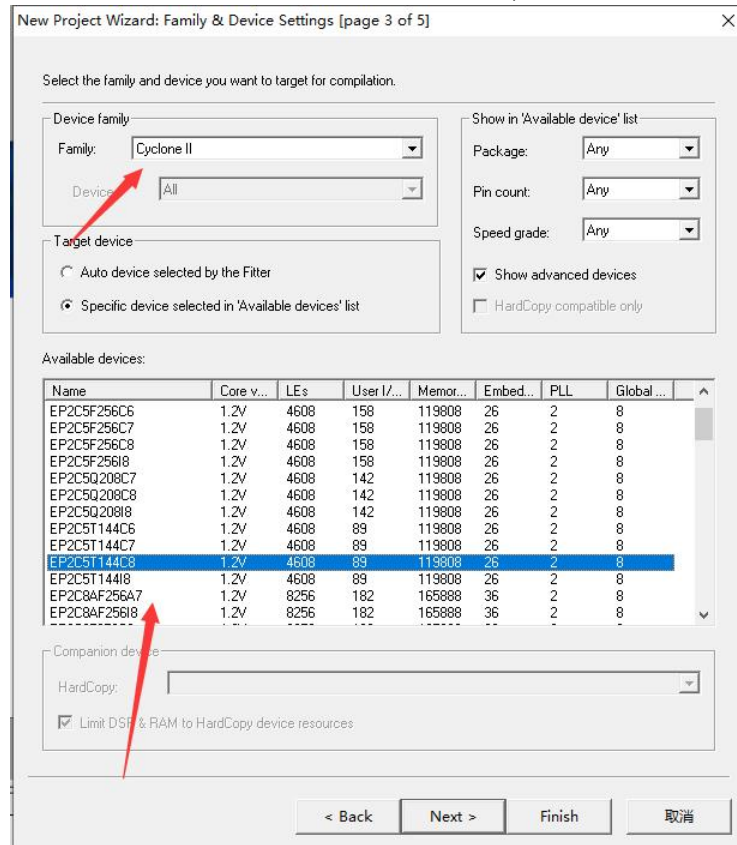 New Project Wizard: Family & Device Settings [page 3 of 5]
Select the family and device you want to target for compilation.
Device family
Family: Cyclone II
Device: All
Show in 'Available device' list
Package: Any
Pin count: Any
Speed grade: Any
Show advanced devices
HardCopy compatible only
Target device
Auto device selected by the Fitter
Specific device selected in 'Available devices' list
Available devices:
Name Core v... LEs User I/... Memor... Embed... PLL Global ...
EP2C5F256C6 1.2V 4608 158 119808 26 2 8
EP2C5F256C7 1.2V 4608 158 119808 26 2 8
EP2C5F256C8 1.2V 4608 158 119808 26 2 8
EP2C5F256I8 1.2V 4608 158 119808 26 2 8
EP2C5Q208C7 1.2V 4608 142 119808 26 2 8
EP2C5Q208C8 1.2V 4608 142 119808 26 2 8
EP2C5Q208I8 1.2V 4608 142 119808 26 2 8
EP2C5T144C6 1.2V 4608 89 119808 26 2 8
EP2C5T144C7 1.2V 4608 89 119808 26 2 8
EP2C5T144C8 1.2V 4608 89 119808 26 2 8
EP2C5T144I8 1.2V 4608 89 119808 26 2 8
EP2C8AF256A7 1.2V 8256 182 165888 36 2 8
EP2C8AF256I8 1.2V 8256 182 165888 36 2 8
Companion device
HardCopy:
Limit DSP & RAM to HardCopy device resources
< Back Next > Finish 取消